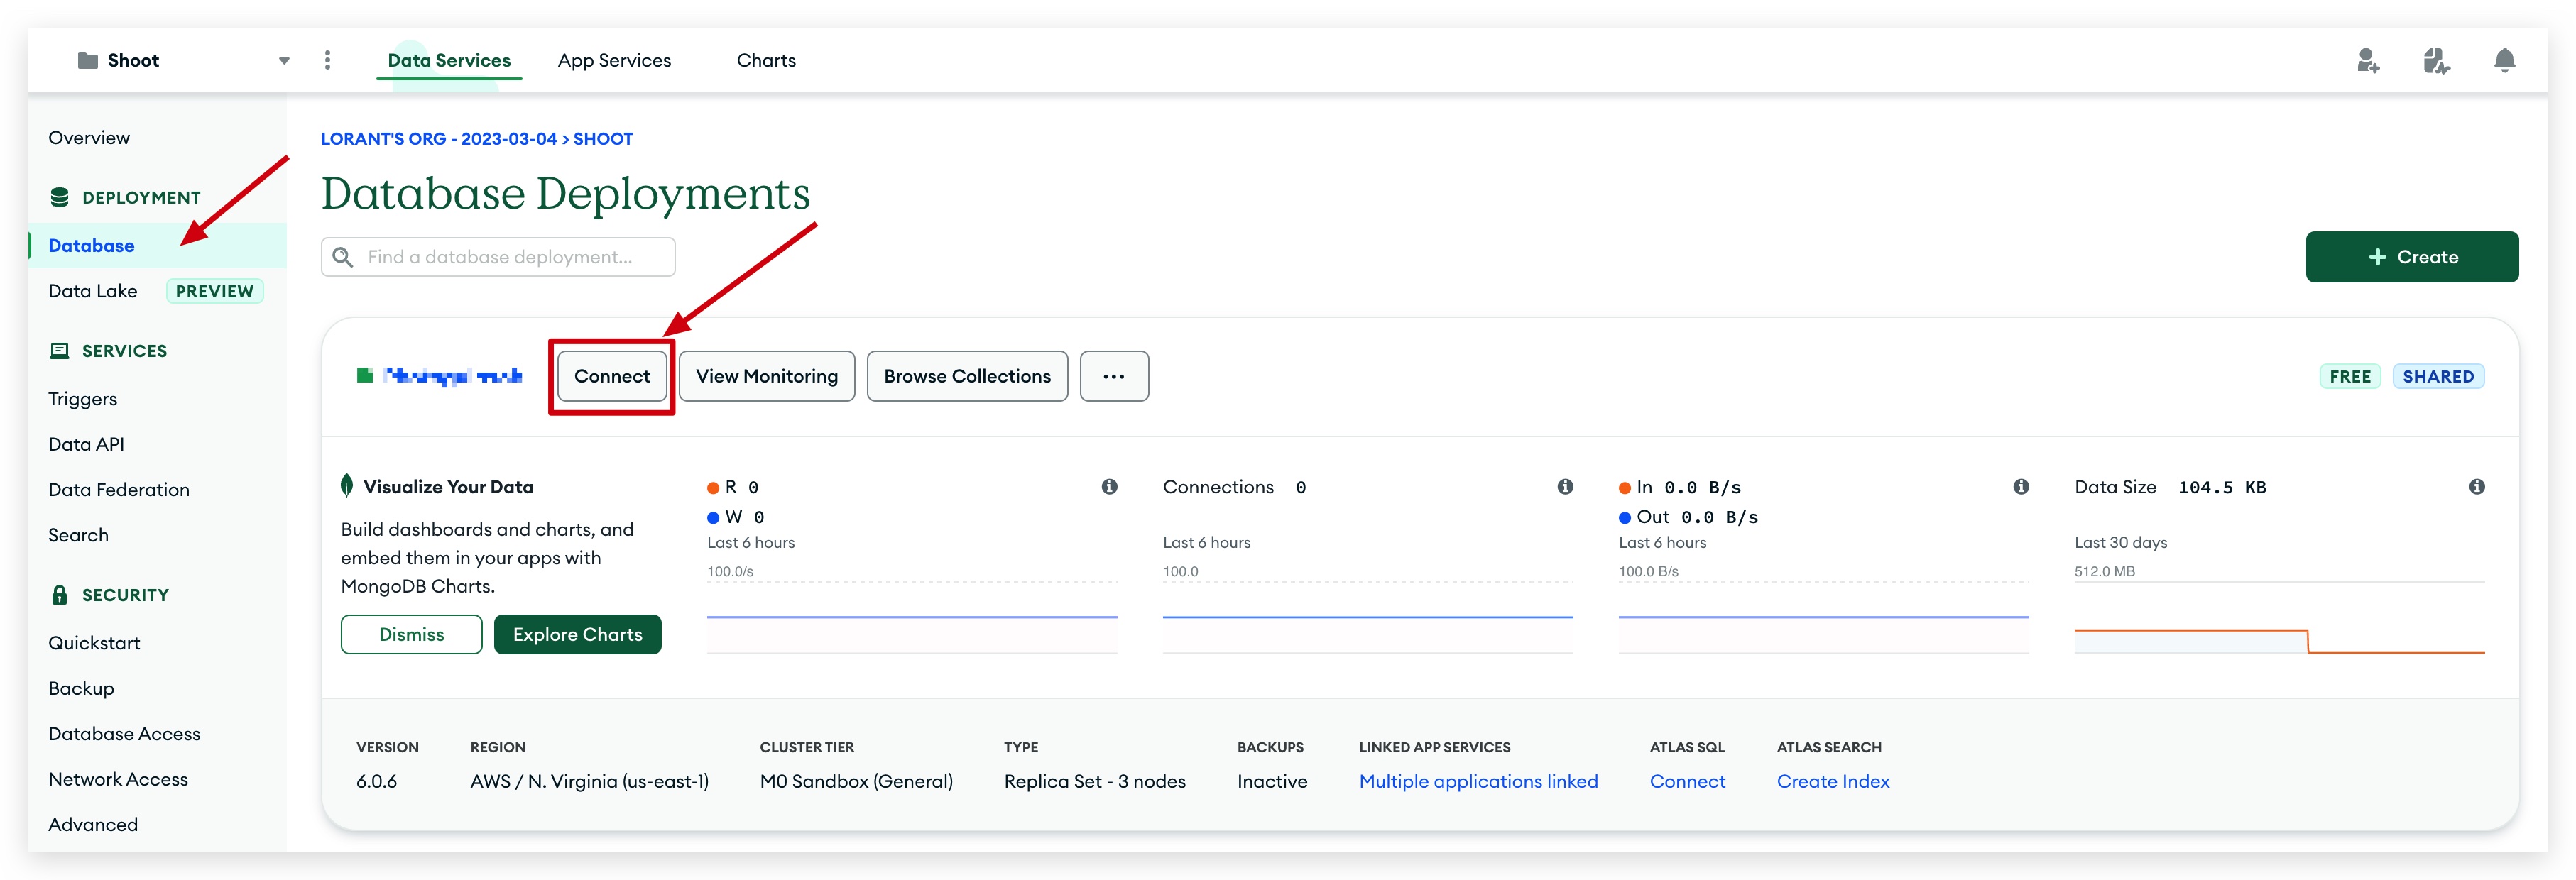 Shoot
Data Services
App Services
Charts
Overview
DEPLOYMENT
Database
Data Lake PREVIEW
SERVICES
Triggers
Data API
Data Federation
Search
SECURITY
Quickstart
Backup
Database Access
Network Access
Advanced
LORANT'S ORG - 2023-03-04 > SHOOT
Database Deployments
Find a database deployment...
+ Create
Connect
View Monitoring
Browse Collections
...
FREE
SHARED
Visualize Your Data
Build dashboards and charts, and
embed them in your apps with
MongoDB Charts.
Dismiss
Explore Charts
R 0
W 0
Last 6 hours
100.0/s
Connections 0
Last 6 hours
100.0
In 0.0 B/s
Out 0.0 B/s
Last 6 hours
100.0 B/s
Data Size 104.5 KB
Last 30 days
512.0 MB
VERSION
6.0.6
REGION
AWS / N. Virginia (us-east-1)
CLUSTER TIER
M0 Sandbox (General)
TYPE
Replica Set - 3 nodes
BACKUPS
Inactive
LINKED APP SERVICES
Multiple applications linked
ATLAS SQL
Connect
ATLAS SEARCH
Create Index